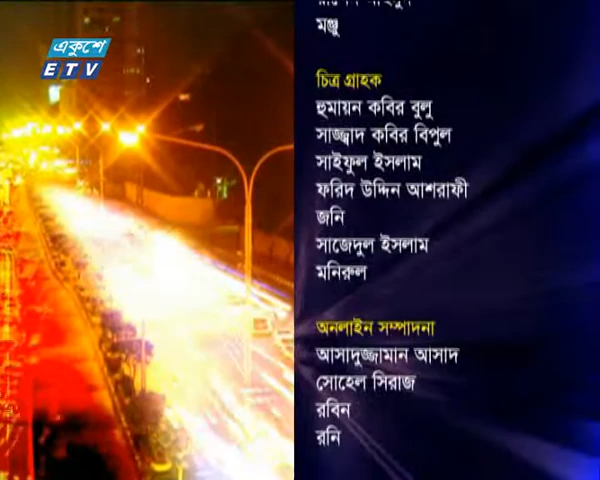 একুশে
ETV
মঞ্জু
চিত্র গ্রাহক
হুমায়ন কবির বুলু
সাজ্জাদ কবির বিপুল
সাইফুল ইসলাম
ফরিদ উদ্দিন আশরাফী
জনি
সাজেদুল ইসলাম
মনিরুল
অনলাইন সম্পাদনা
আসাদুজ্জামান আসাদ
সোহেল সিরাজ
রবিন
রনি